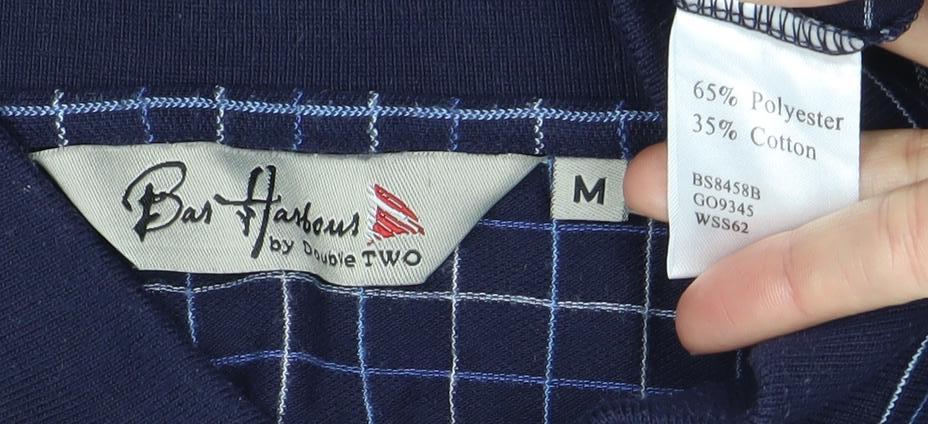 Bar Harbour
by Double TWO
M
65% Polyester
35% Cotton
BS8458B
GO9345
WSS62